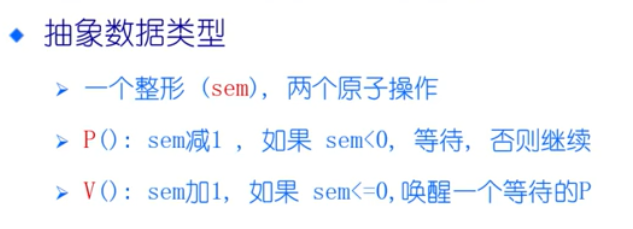 抽象数据类型
一个整形 (sem), 两个原子操作
P(): sem减1 , 如果 sem<0, 等待, 否则继续
V(): sem加1, 如果 sem<=0,唤醒一个等待的P